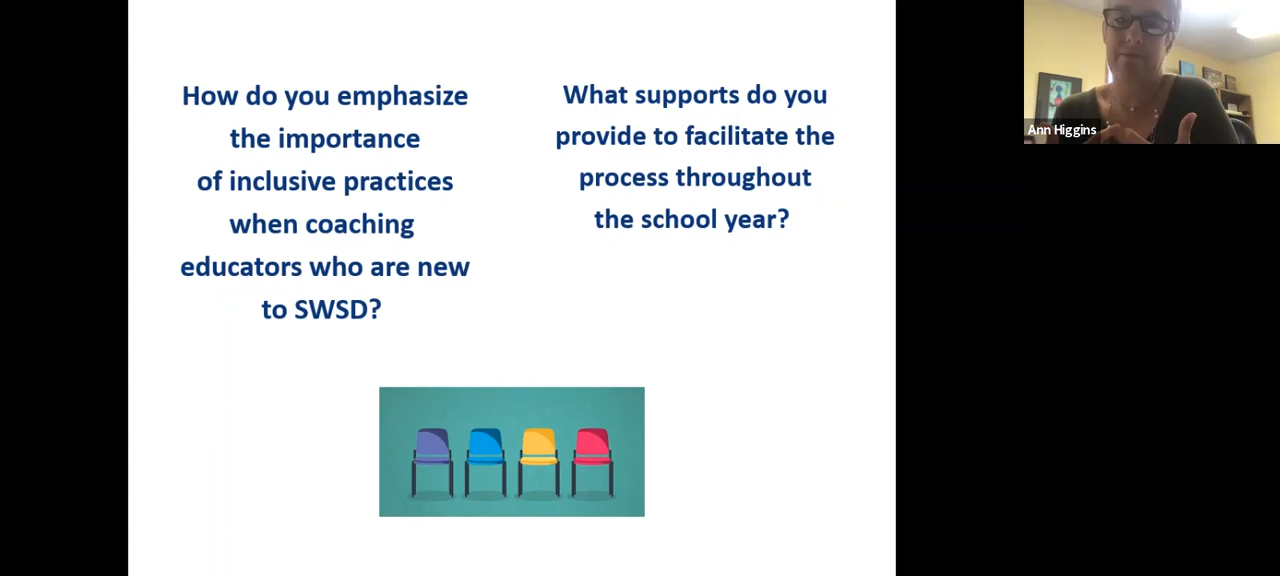 How do you emphasize
the importance
of inclusive practices
when coaching
educators who are new
to SWSD?
What supports do you
provide to facilitate the
process throughout
the school year?
Ann Higgins